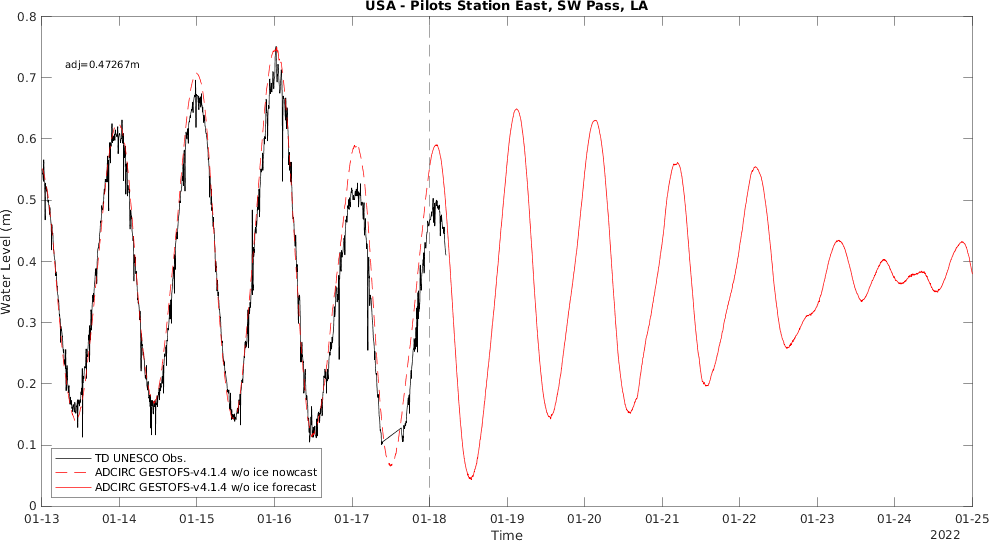 USA - Pilots Station East, SW Pass, LA
0.8
adj=0.47267m
0.7
0.6
0.5
0.4
0.3
0.2
0.1
0
Water Level (m)
TD UNESCO Obs.
ADCIRC GESTOFS-v4.1.4 w/o ice nowcast
ADCIRC GESTOFS-v4.1.4 w/o ice forecast
01-13 01-14 01-15 01-16 01-17 01-18 01-19 01-20 01-21 01-22 01-23 01-24 01-25
Time
2022